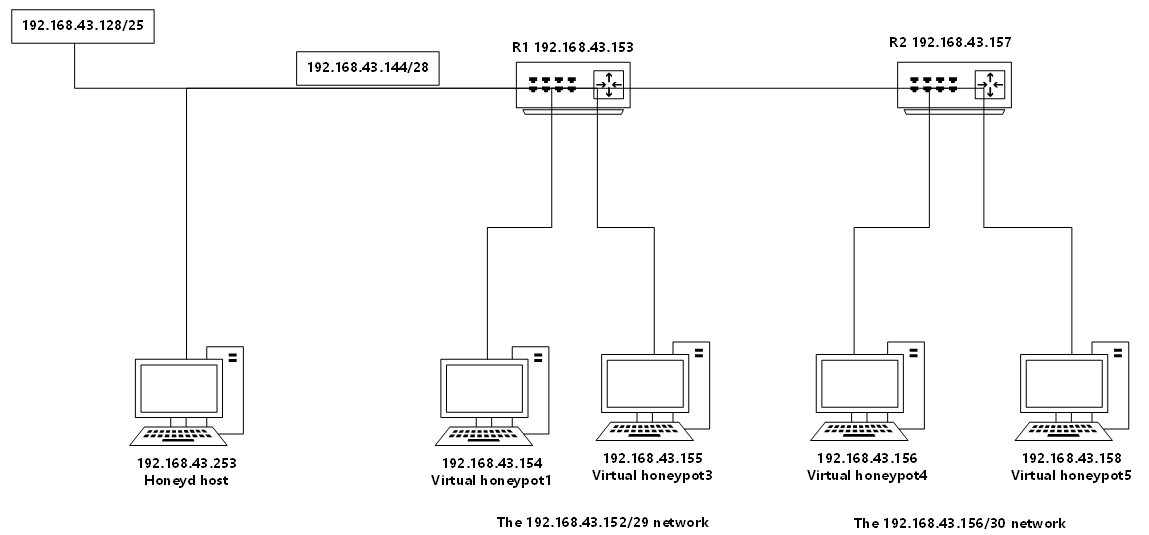 192.168.43.128/25
192.168.43.144/28
R1 192.168.43.153
R2 192.168.43.157
192.168.43.253
Honeyd host
192.168.43.154
Virtual honeypot1
192.168.43.155
Virtual honeypot3
192.168.43.156
Virtual honeypot4
192.168.43.158
Virtual honeypot5
The 192.168.43.152/29 network
The 192.168.43.156/30 network